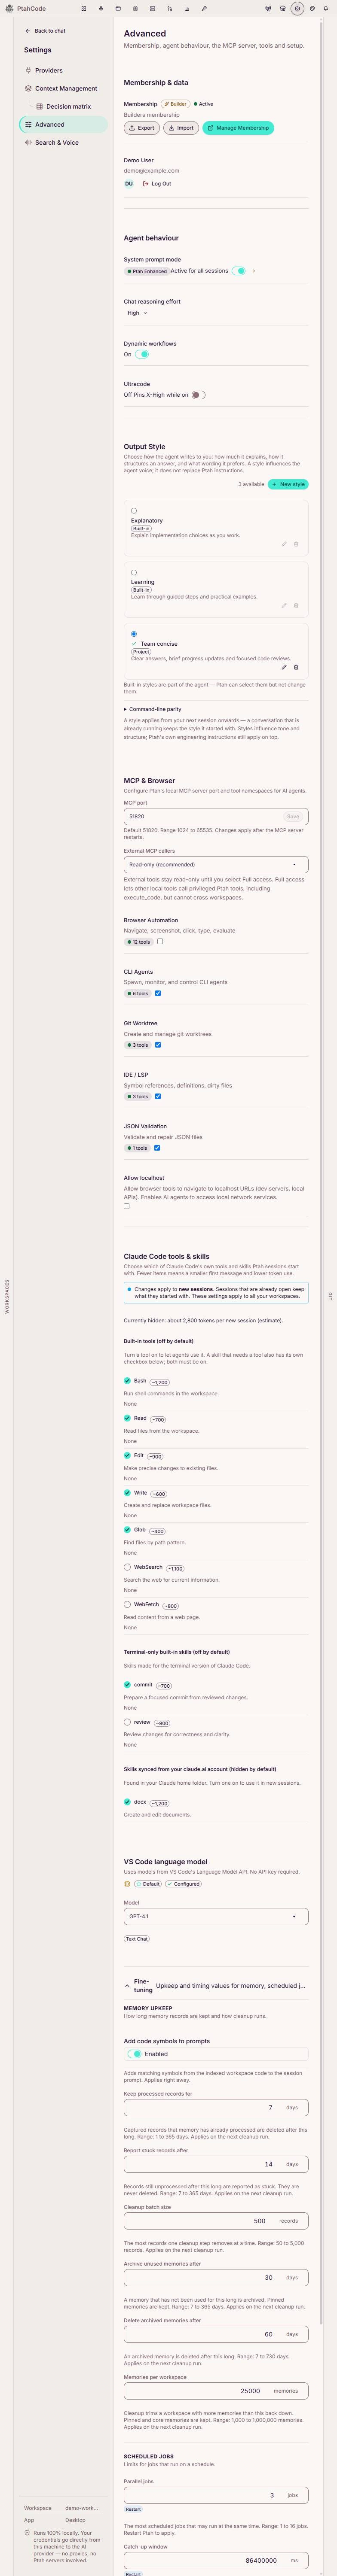 PtahCode
Back to chat
Settings
Providers
Context Management
Decision matrix
Advanced
Search & Voice
WORKSPACES
Workspace demo-work...
App Desktop
Runs 100% locally. Your
credentials go directly from
this machine to the AI
provider — no proxies, no
Ptah servers involved.
Advanced
Membership, agent behaviour, the MCP server, tools and setup.
Membership & data
Membership Builder Active
Builders membership
Export Import Manage Membership
Demo User
demo@example.com
DU Log Out
Agent behaviour
System prompt mode
Ptah Enhanced Active for all sessions
Chat reasoning effort
High
Dynamic workflows
On
Ultracode
Off Pins X-High while on
Output Style
Choose how the agent writes to you: how much it explains, how it
structures an answer, and what wording it prefers. A style influences the
agent voice; it does not replace Ptah instructions.
3 available + New style
Explanatory
Built-in
Explain implementation choices as you work.
Learning
Built-in
Learn through guided steps and practical examples.
Team concise
Project
Clear answers, brief progress updates and focused code reviews.
Built-in styles are part of the agent — Ptah can select them but not change
them.
Command-line parity
A style applies from your next session onwards — a conversation that is
already running keeps the style it started with. Styles influence tone and
structure; Ptah's own engineering instructions still apply on top.
MCP & Browser
Configure Ptah's local MCP server port and tool namespaces for AI agents.
MCP port
51820 Save
Default 51820. Range 1024 to 65535. Changes apply after the MCP server
restarts.
External MCP callers
Read-only (recommended)
External tools stay read-only until you select Full access. Full access
lets other local tools call privileged Ptah tools, including
execute_code, but cannot cross workspaces.
Browser Automation
Navigate, screenshot, click, type, evaluate
12 tools
CLI Agents
Spawn, monitor, and control CLI agents
6 tools
Git Worktree
Create and manage git worktrees
3 tools
IDE / LSP
Symbol references, definitions, dirty files
3 tools
JSON Validation
Validate and repair JSON files
1 tools
Allow localhost
Allow browser tools to navigate to localhost URLs (dev servers, local
APIs). Enables AI agents to access local network services.
GIT
Claude Code tools & skills
Choose which of Claude Code's own tools and skills Ptah sessions start
with. Fewer items means a smaller first message and lower token use.
Changes apply to new sessions. Sessions that are already open keep
what they started with. These settings apply to all your workspaces.
Currently hidden: about 2,800 tokens per new session (estimate).
Built-in tools (off by default)
Turn a tool on to let agents use it. A skill that needs a tool also has its own
checkbox below; both must be on.
Bash ~1,200
Run shell commands in the workspace.
None
Read ~700
Read files from the workspace.
None
Edit ~900
Make precise changes to existing files.
None
Write ~600
Create and replace workspace files.
None
Glob ~400
Find files by path pattern.
None
WebSearch ~1,100
Search the web for current information.
None
WebFetch ~800
Read content from a web page.
None
Terminal-only built-in skills (off by default)
Skills made for the terminal version of Claude Code.
commit ~700
Prepare a focused commit from reviewed changes.
None
review ~900
Review changes for correctness and clarity.
None
Skills synced from your claude.ai account (hidden by default)
Found in your Claude home folder. Turn one on to use it in new sessions.
docx ~1,200
Create and edit documents.
VS Code language model
Uses models from VS Code's Language Model API. No API key required.
Default Configured
Model
GPT-4.1
Text Chat
Fine-
tuning
Upkeep and timing values for memory, scheduled j...
MEMORY UPKEEP
How long memory records are kept and how cleanup runs.
Add code symbols to prompts
Enabled
Adds matching symbols from the indexed workspace code to the session
prompt. Applies right away.
Keep processed records for
7 days
Captured records that memory has already processed are deleted after this
long. Range: 1 to 365 days. Applies on the next cleanup run.
Report stuck records after
14 days
Records still unprocessed after this long are reported as stuck. They are
never deleted. Range: 7 to 365 days. Applies on the next cleanup run.
Cleanup batch size
500 records
The most records one cleanup step removes at a time. Range: 50 to 5,000
records. Applies on the next cleanup run.
Archive unused memories after
30 days
A memory that has not been used for this long is archived. Pinned
memories are kept. Range: 7 to 365 days. Applies on the next cleanup
run.
Delete archived memories after
60 days
An archived memory is deleted after this long. Range: 7 to 730 days.
Applies on the next cleanup run.
Memories per workspace
25000 memories
Cleanup trims a workspace with more memories than this back down.
Pinned and core memories are kept. Range: 1,000 to 1,000,000 memories.
Applies on the next cleanup run.
SCHEDULED JOBS
Limits for jobs that run on a schedule.
Parallel jobs
3 jobs
Restart
The most scheduled jobs that may run at the same time. Range: 1 to 16 jobs.
Restart Ptah to apply.
Catch-up window
86400000 ms
Restart